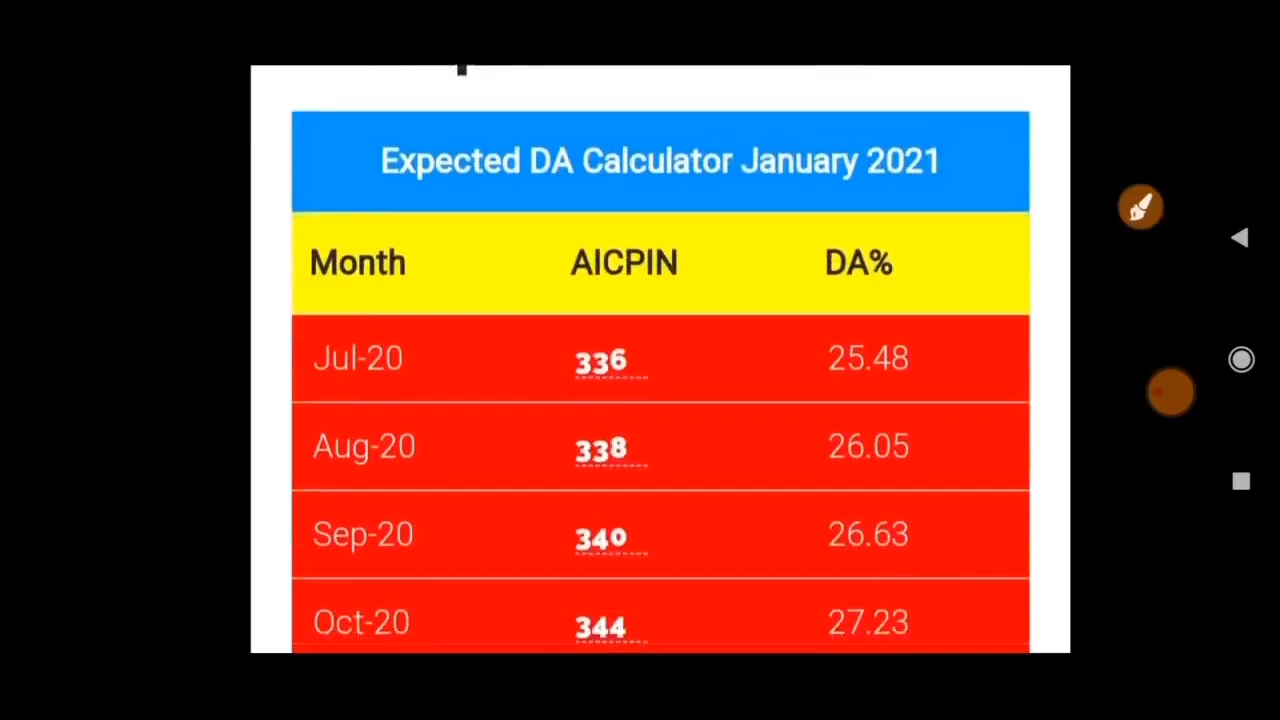 Expected DA Calculator January 2021
Month AICPIN DA%
Jul-20 336 25.48
Aug-20 338 26.05
Sep-20 340 26.63
Oct-20 344 27.23